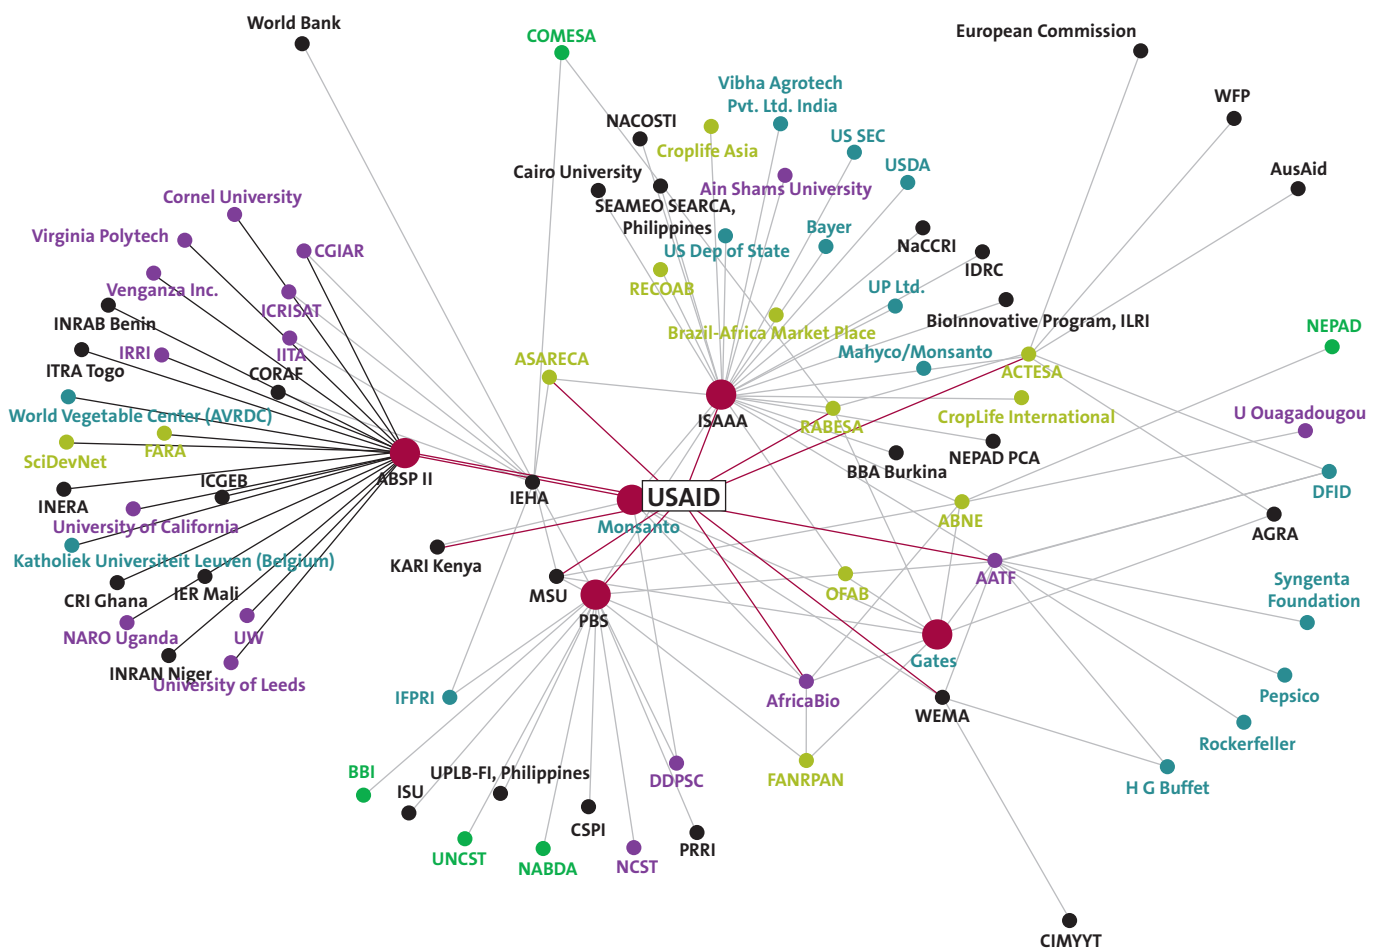 World Bank
COMESA
European Commission
Vibha Agrotech
Pvt. Ltd. India
WFP
NACOSTI
US SEC
Croplife Asia
USDA
AusAid
Cairo University
Ain Shams University
Cornel University
SEAMEO SEARCA,
Philippines
Bayer
Virginia Polytech
CGIAR
US Dep of State
NaCCRI
IDRC
Venganza Inc.
RECOAB
UP Ltd.
ICRISAT
INRAB Benin
BioInnovative Program, ILRI
NEPAD
Brazil-Africa Market Place
IRRI
IITA
ASARECA
Mahyco/Monsanto
ITRA Togo
CORAF
ACTESA
World Vegetable Center (AVRDC)
ISAAA
RABESA
CropLife International
U Ouagadougou
FARA
SciDevNet
NEPAD PCA
BBA Burkina
ABSP II
ICGEB
IEHA
USAID
DFID
INERA
University of California
Monsanto
ABNE
AGRA
Katholiek Universiteit Leuven (Belgium)
KARI Kenya
AATF
Syngenta
Foundation
CRI Ghana
IER Mali
MSU
OFAB
PBS
NARO Uganda
UW
Gates
INRAN Niger
University of Leeds
IFPRI
AfricaBio
Pepsico
WEMA
Rockerfeller
BBI
UPLB-FI, Philippines
DDPSC
FANRPAN
H G Buffet
ISU
CSPI
PRRI
UNCST
NABDA
NCST
CIMYYT